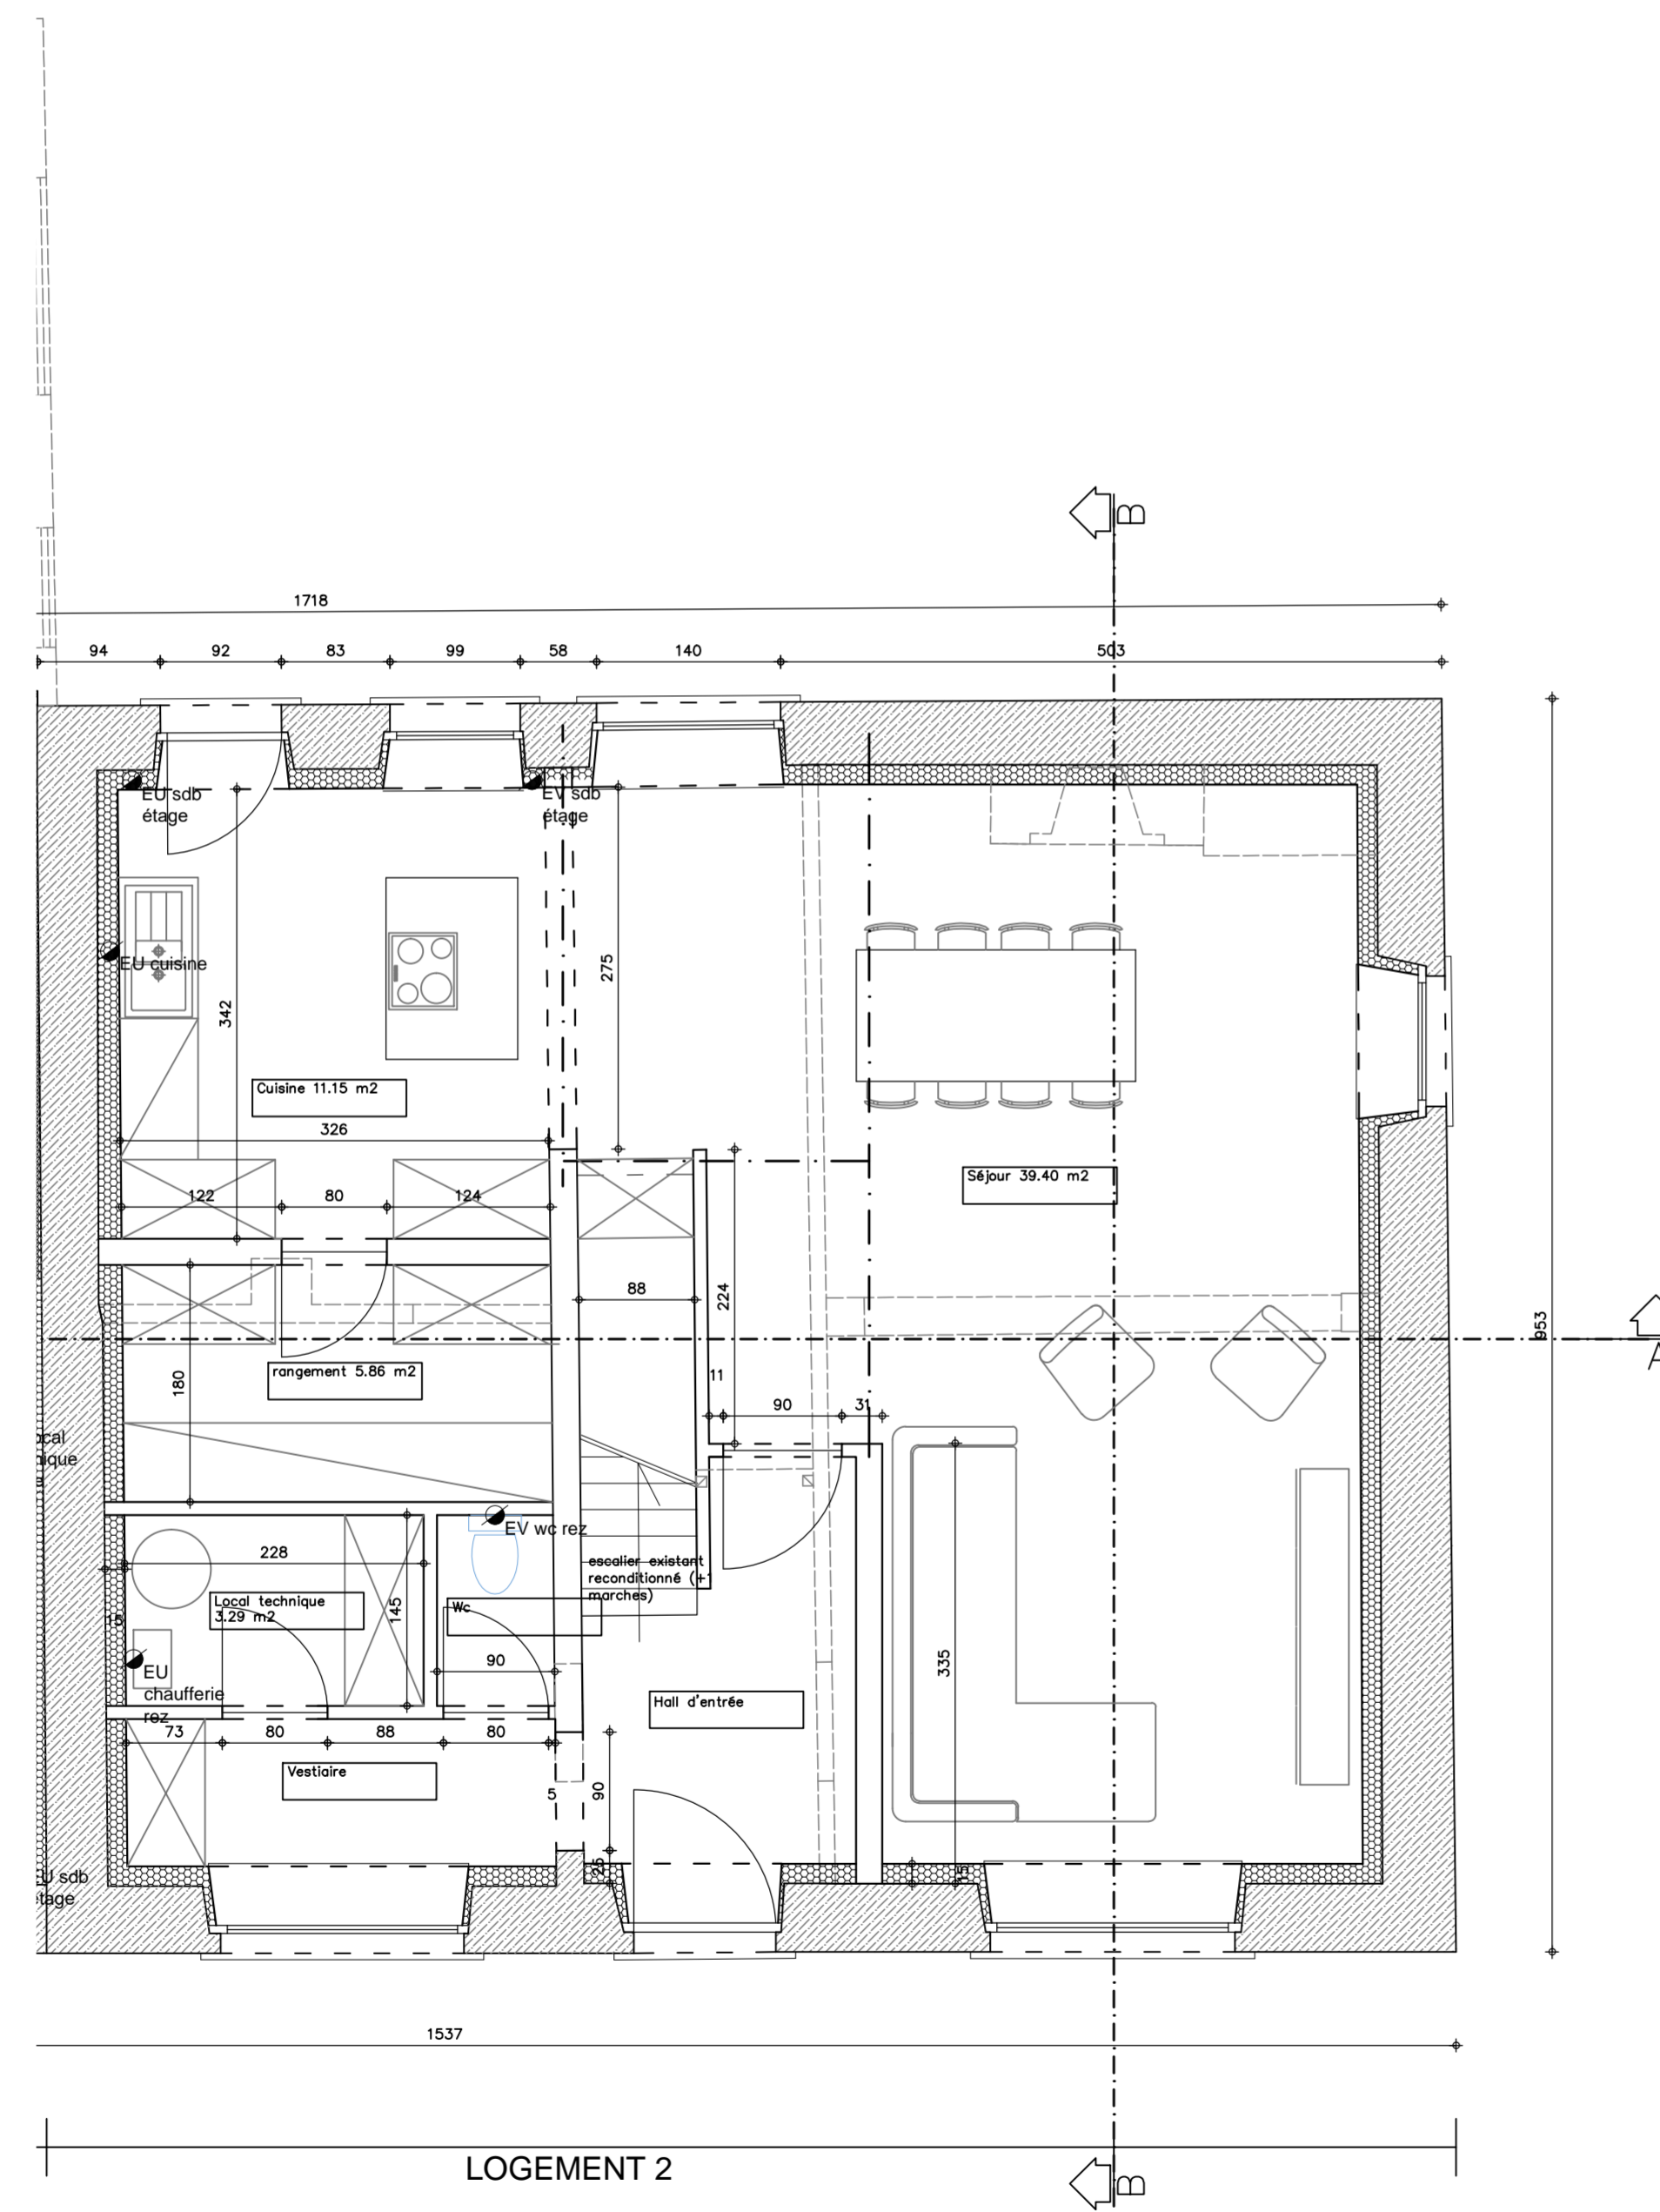 B
1718
94
92
83
99
58
140
503
EU sdb
étage
EV sdb
étage
EU cuisine
342
275
Cuisine 11.15 m2
326
122
80
124
Séjour 39.40 m2
88
224
953
A
180
rangement 5.86 m2
11
90
31
EV wc rez
228
escalier existant
reconditionné (+1
marches)
Local technique
3.29 m2
145
15
Wc
90
335
EU
chaufferie
rez
Hall d'entrée
73
80
88
80
Vestiaire
5
90
25
15
sdb
1537
LOGEMENT 2
B